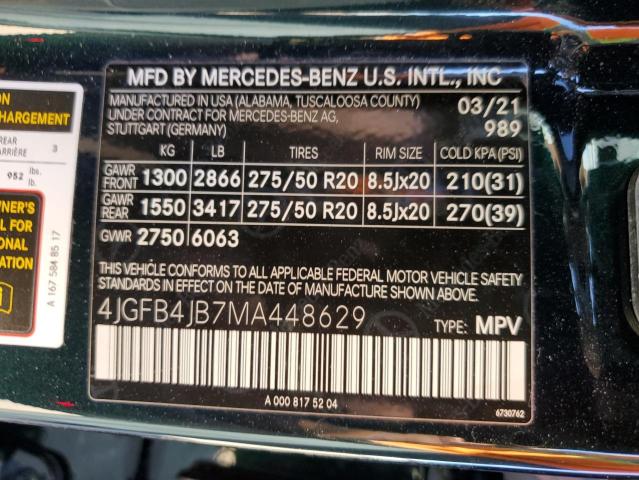 ON
CHARGEMENT
REAR
ARRIÈRE 3
952 lbs.
lb.
WNER'S
L FOR
IONAL
ATION
A 167 584 85 17
MFD BY MERCEDES-BENZ U.S. INTL., INC
MANUFACTURED IN USA (ALABAMA, TUSCALOOSA COUNTY) 03/21
UNDER CONTRACT FOR MERCEDES-BENZ AG, 989
STUTTGART (GERMANY)
KG LB TIRES RIM SIZE COLD KPA (PSI)
GAWR FRONT 1300 2866 275/50 R20 8.5Jx20 210(31)
GAWR REAR 1550 3417 275/50 R20 8.5Jx20 270(39)
GVWR 2750 6063
THIS VEHICLE CONFORMS TO ALL APPLICABLE FEDERAL MOTOR VEHICLE SAFETY
STANDARDS IN EFFECT ON THE DATE OF MANUFACTURE SHOWN ABOVE.
4JGFB4JB7MA448629 TYPE: MPV
A 000 817 52 04
6730762